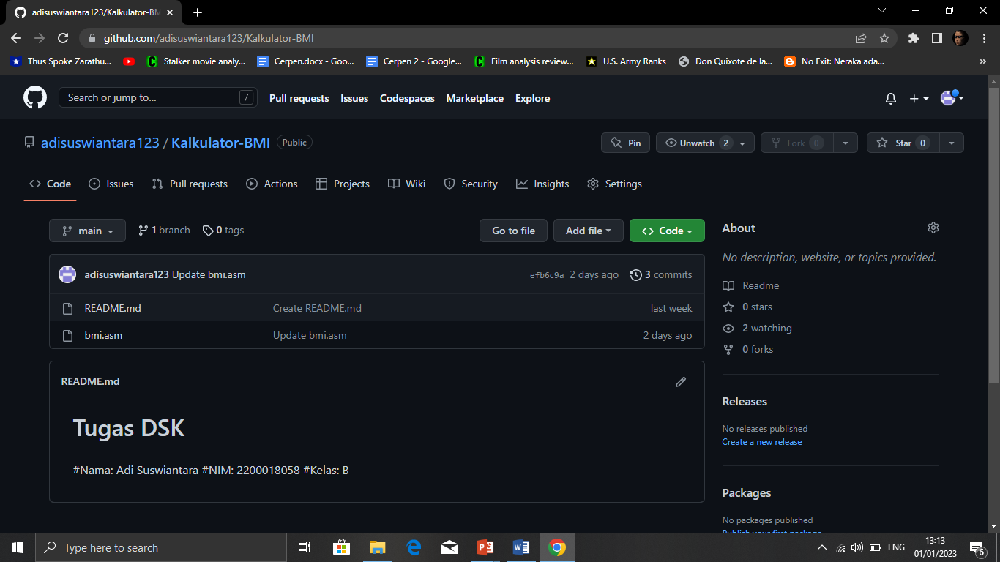 adisuswiantara123/Kalkulator-BM
github.com/adisuswiantara123/Kalkulator-BMI
Thus Spoke Zarathu... Stalker movie analy... Cerpen.docx - Goo... Cerpen 2 - Google... Film analysis review... U.S. Army Ranks Don Quixote de la... No Exit: Neraka ada... »
Search or jump to... / Pull requests Issues Codespaces Marketplace Explore
adisuswiantara123 / Kalkulator-BMI Public Pin Unwatch 2 Fork 0 Star 0
Code Issues Pull requests Actions Projects Wiki Security Insights Settings
main 1 branch 0 tags Go to file Add file Code
adisuswiantara123 Update bmi.asm efb6c9a 2 days ago 3 commits
README.md Create README.md last week
bmi.asm Update bmi.asm 2 days ago
README.md
Tugas DSK
#Nama: Adi Suswiantara #NIM: 2200018058 #Kelas: B
About
No description, website, or topics provided.
Readme
0 stars
2 watching
0 forks
Releases
No releases published
Create a new release
Packages
No packages published
Publish your first package
Type here to search
ENG
13:13
01/01/2023
6